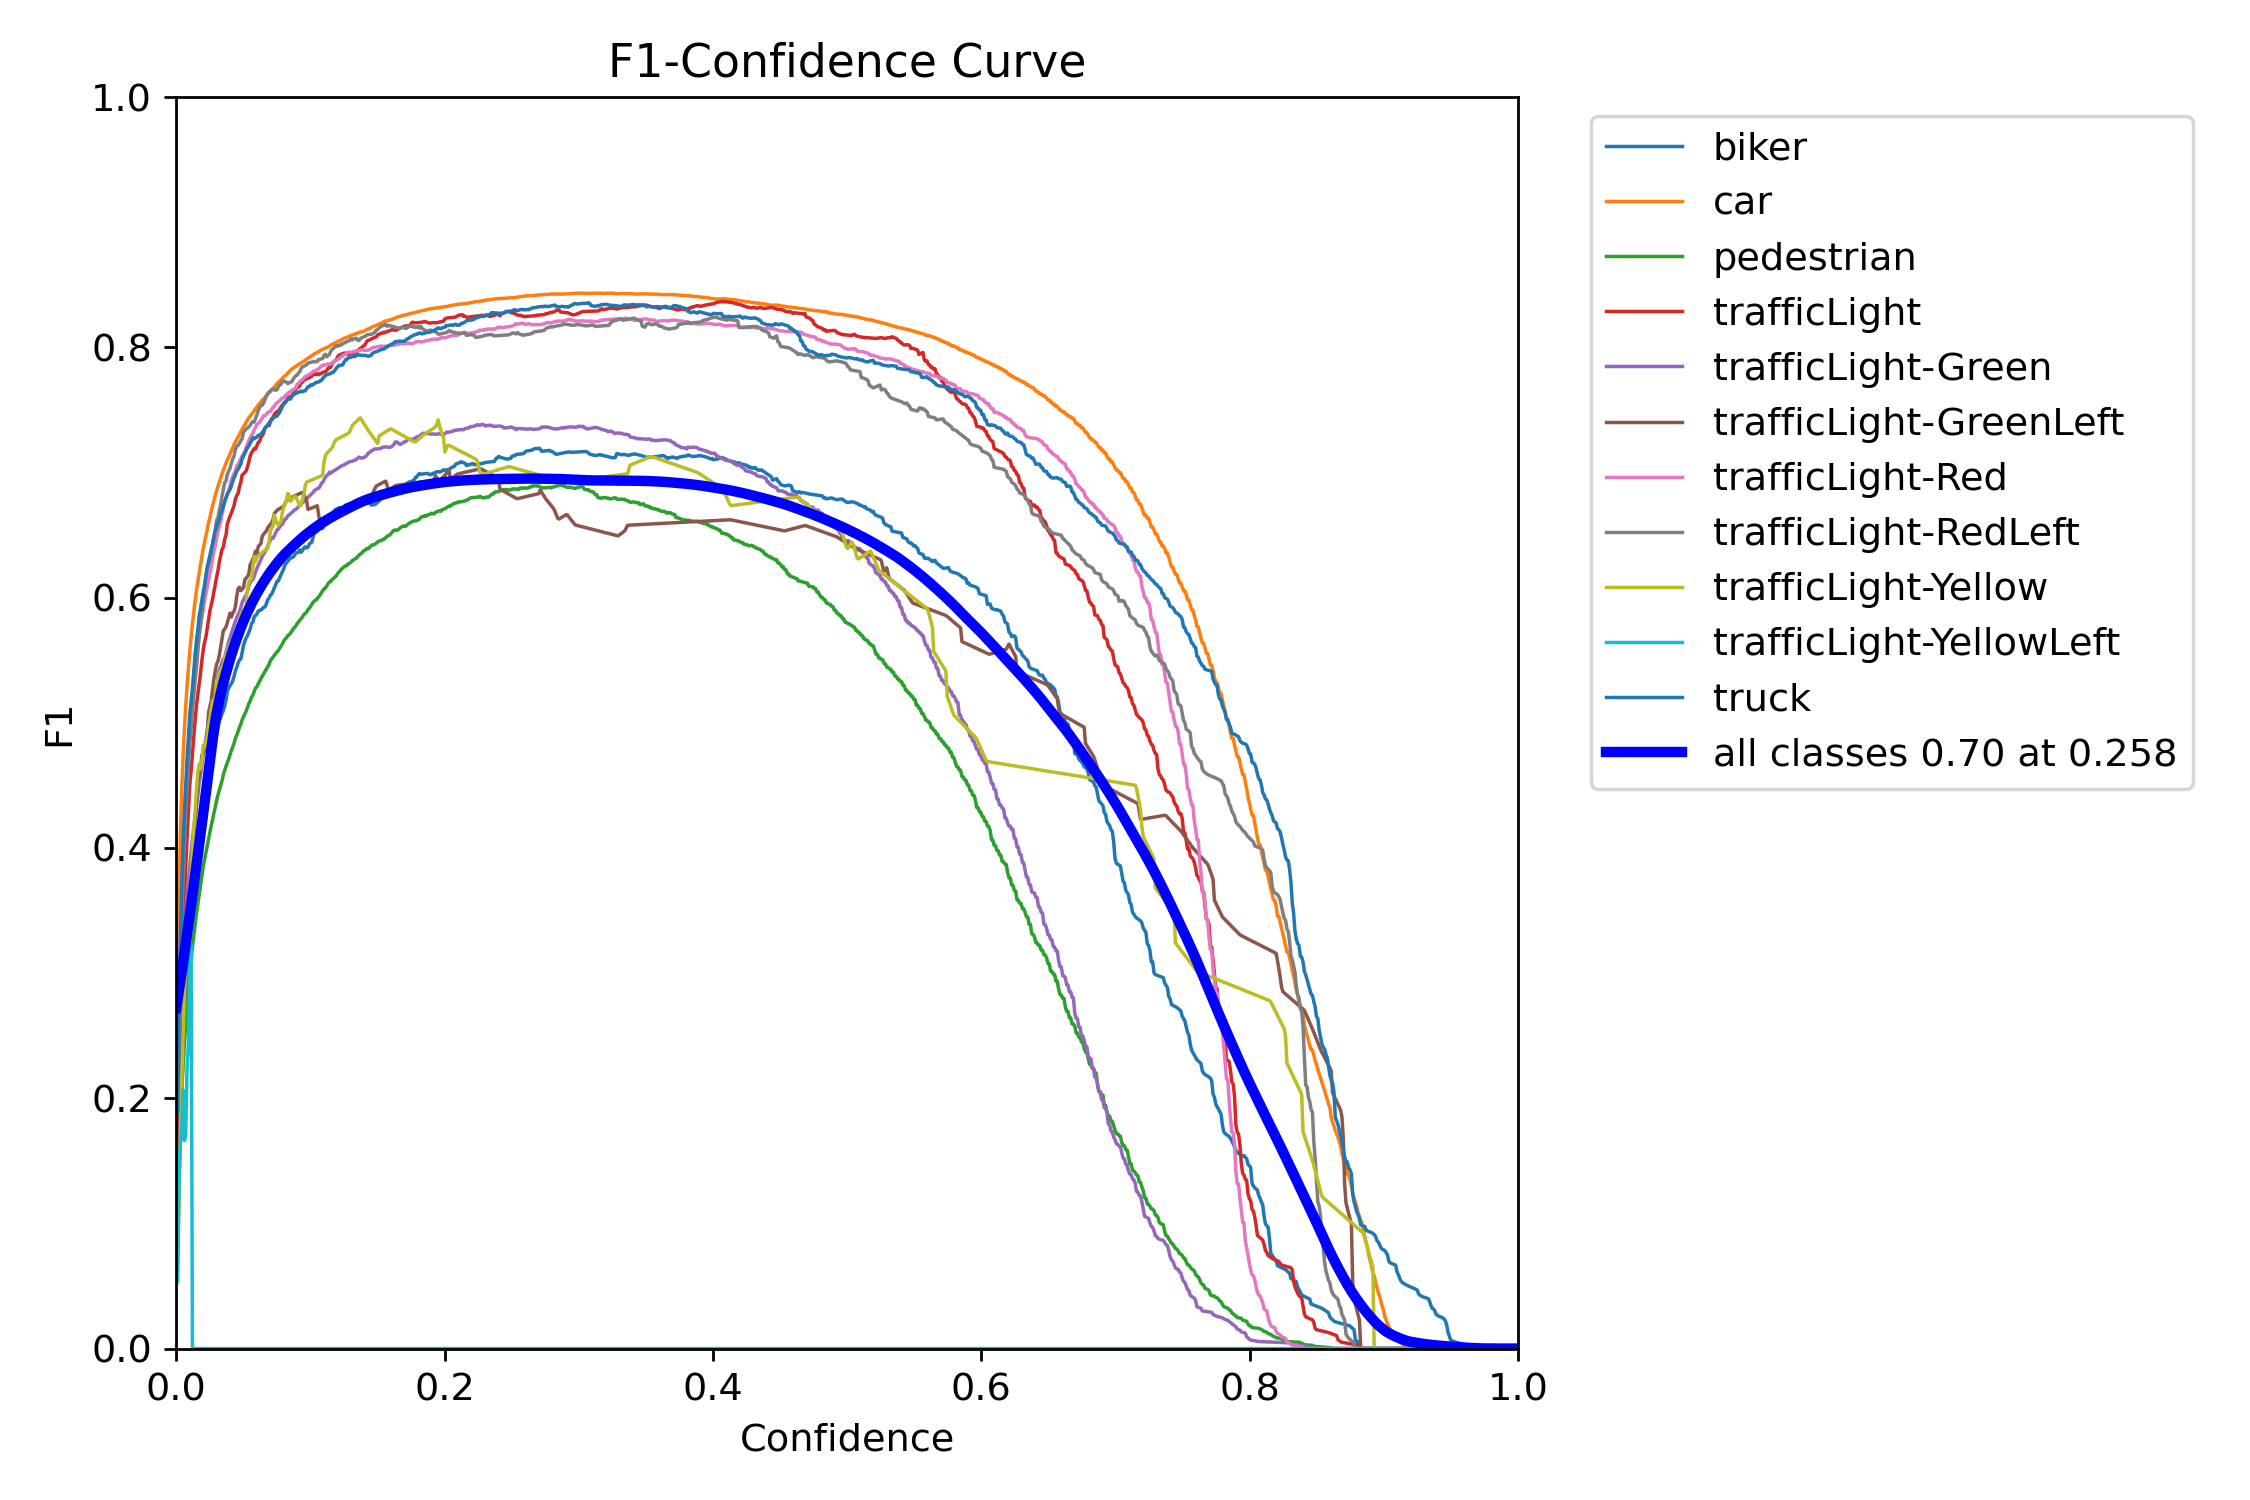 F1-Confidence Curve
1.0
0.8
0.6
0.4
0.2
0.0
F1
0.0 0.2 0.4 0.6 0.8 1.0
Confidence
biker
car
pedestrian
trafficLight
trafficLight-Green
trafficLight-GreenLeft
trafficLight-Red
trafficLight-RedLeft
trafficLight-Yellow
trafficLight-YellowLeft
truck
all classes 0.70 at 0.258